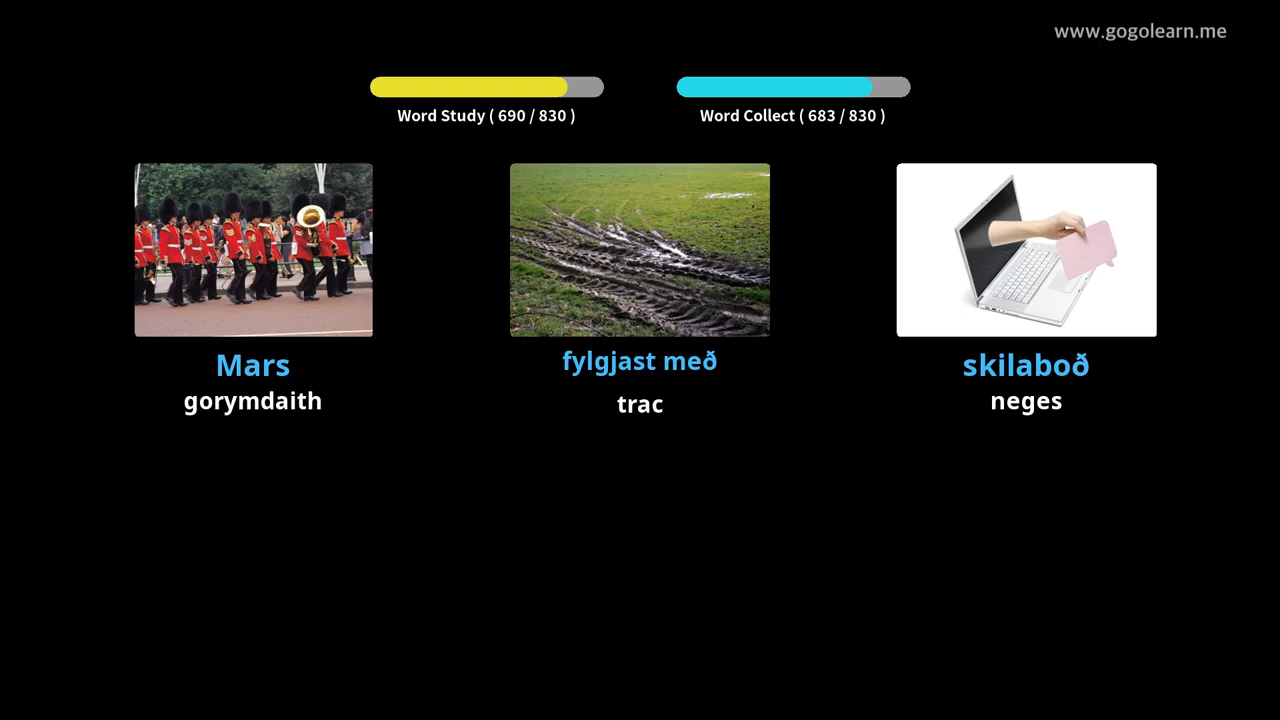 www.gogolearn.me
Word Study ( 690 / 830 )
Word Collect ( 683 / 830 )
Mars
gorymdaith
fylgjast með
trac
skilaboð
neges